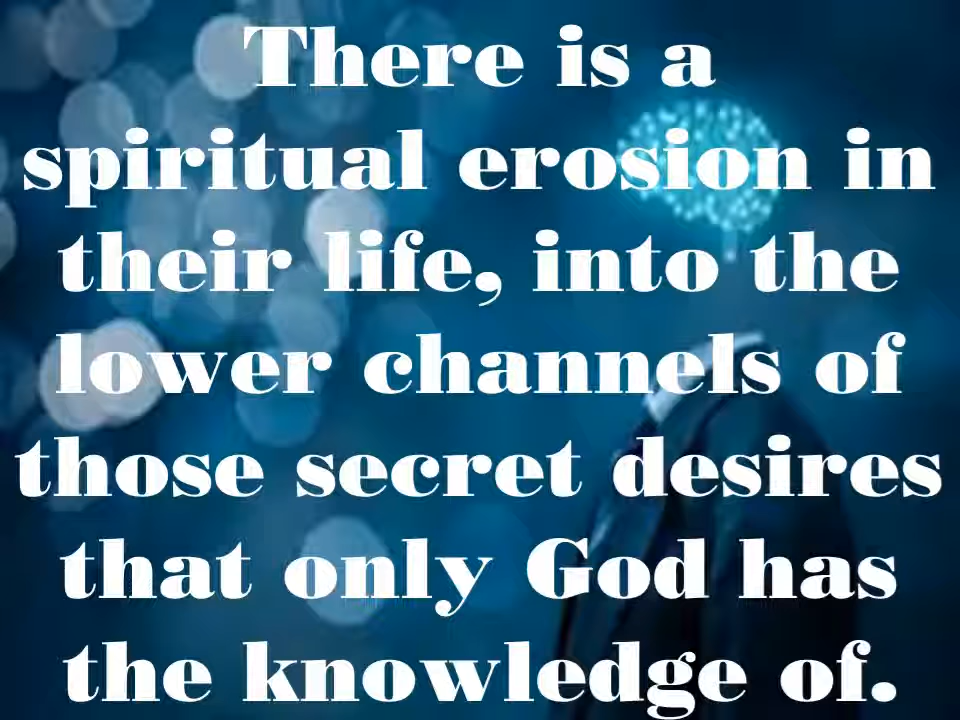 There is a
spiritual erosion in
their life, into the
lower channels of
those secret desires
that only God has
the knowledge of.